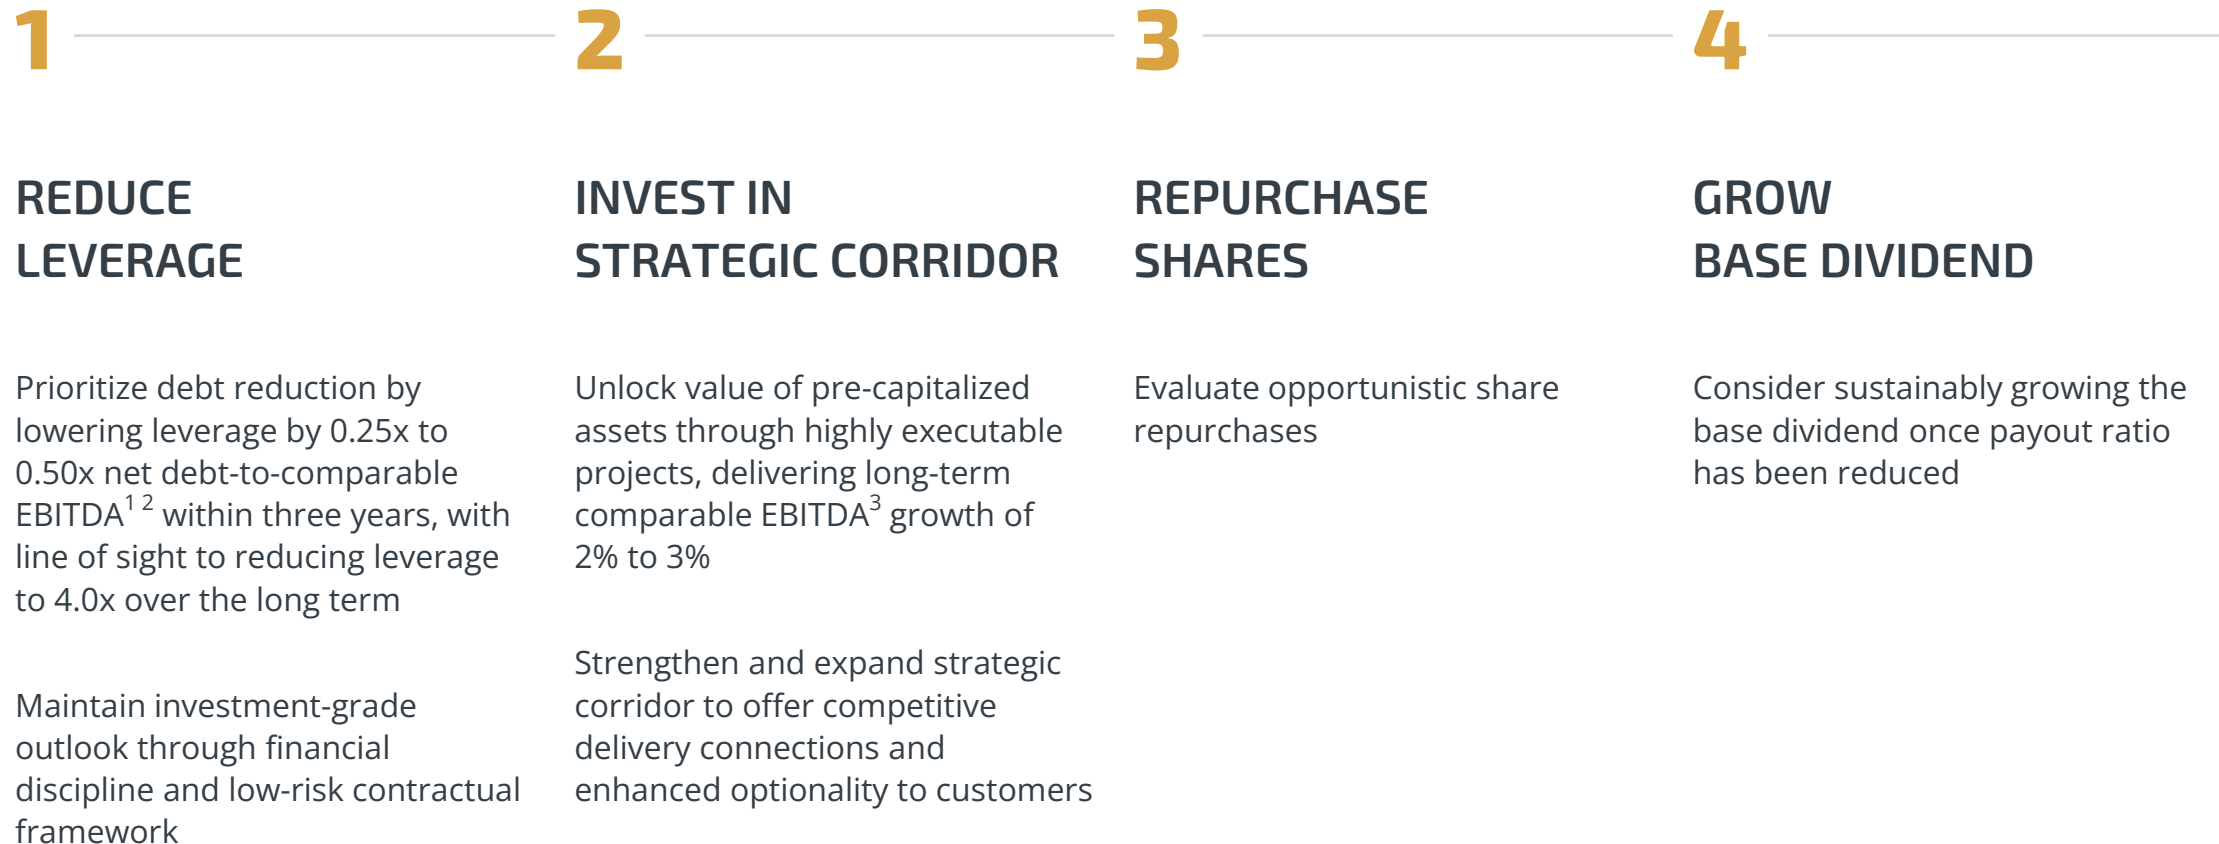 1
REDUCE
LEVERAGE
Prioritize debt reduction by
lowering leverage by 0.25x to
0.50x net debt-to-comparable
EBITDA1 2 within three years, with
line of sight to reducing leverage
to 4.0x over the long term
Maintain investment-grade
outlook through financial
discipline and low-risk contractual
framework
2
INVEST IN
STRATEGIC CORRIDOR
Unlock value of pre-capitalized
assets through highly executable
projects, delivering long-term
comparable EBITDA3 growth of
2% to 3%
Strengthen and expand strategic
corridor to offer competitive
delivery connections and
enhanced optionality to customers
3
REPURCHASE
SHARES
Evaluate opportunistic share
repurchases
4
GROW
BASE DIVIDEND
Consider sustainably growing the
base dividend once payout ratio
has been reduced